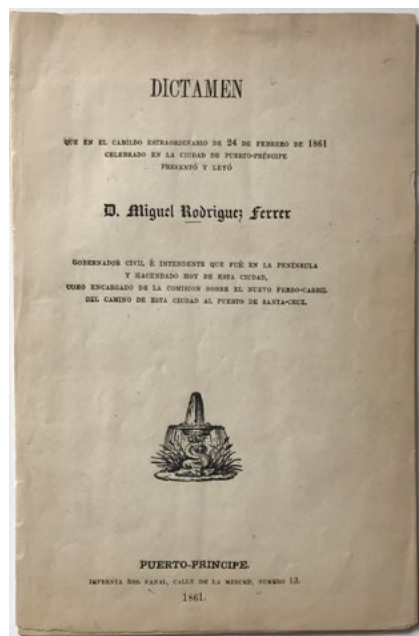 DICTAMEN
QUE EN EL CABILDO ESTRAORDINARIO DE 24 DE FEBRERO DE 1861
CELEBRADO EN LA CIUDAD DE PUERTO-PRÍNCIPE
PRESENTÓ Y LEYÓ
D. Miguel Rodriguez Ferrer
GOBERNADOR CIVIL É INTENDENTE QUE FUÉ EN LA PENÍNSULA
Y HACENDADO HOY DE ESTA CIUDAD,
COMO ENCARGADO DE LA COMISION SOBRE EL NUEVO FERRO-CARRIL
DEL CAMINO DE ESTA CIUDAD AL PUERTO DE SANTA-CRUZ.
PUERTO-PRINCIPE.
IMPRENTA DEL FANAL, CALLE DE LA MERCED, NUMERO 13.
1861.